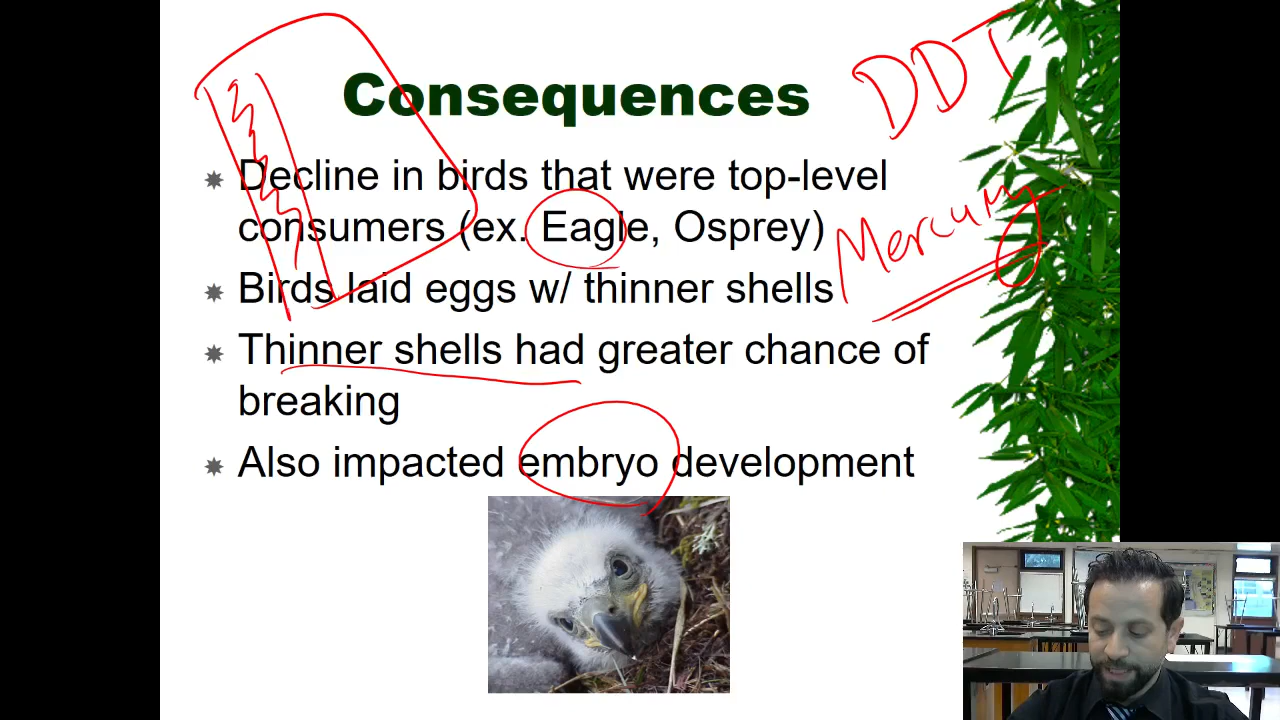 Consequences
DDT
Decline in birds that were top-level
consumers (ex. Eagle, Osprey)
Mercury
Birds laid eggs w/ thinner shells
Thinner shells had greater chance of
breaking
Also impacted embryo development